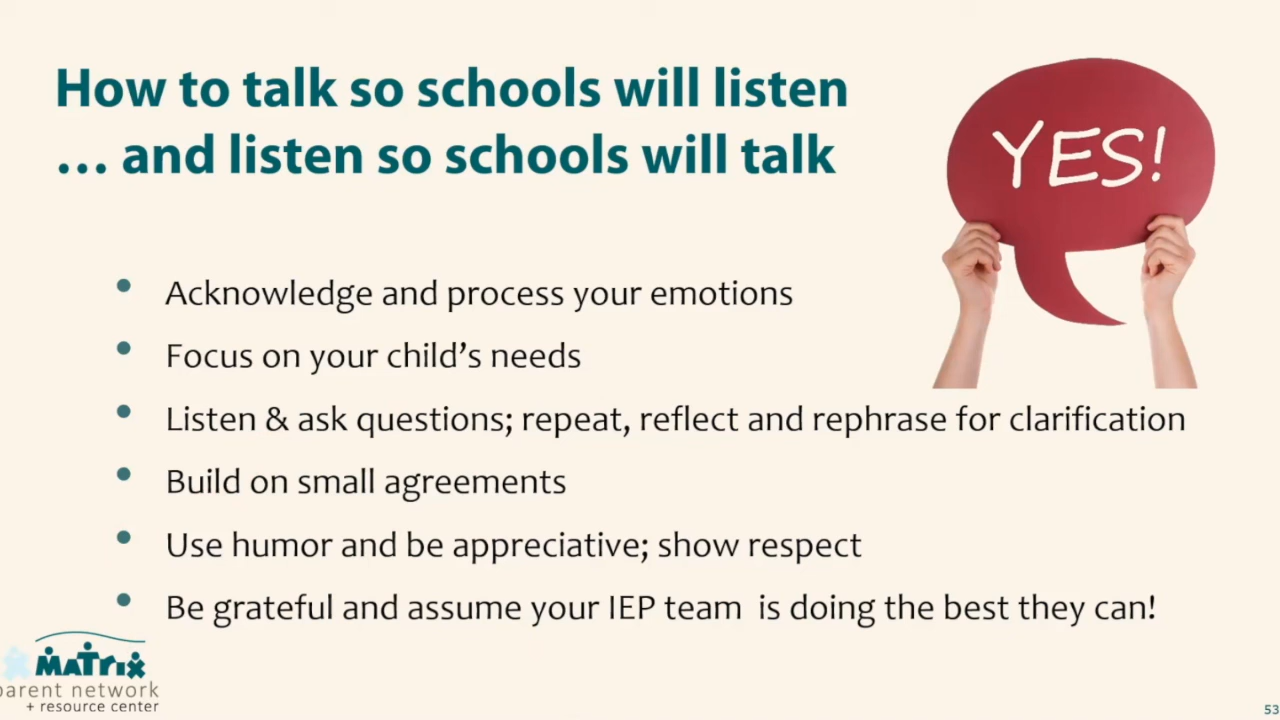 How to talk so schools will listen
… and listen so schools will talk
YES!
• Acknowledge and process your emotions
• Focus on your child’s needs
• Listen & ask questions; repeat, reflect and rephrase for clarification
• Build on small agreements
• Use humor and be appreciative; show respect
• Be grateful and assume your IEP team is doing the best they can!
MATRIX
parent network
+ resource center
53